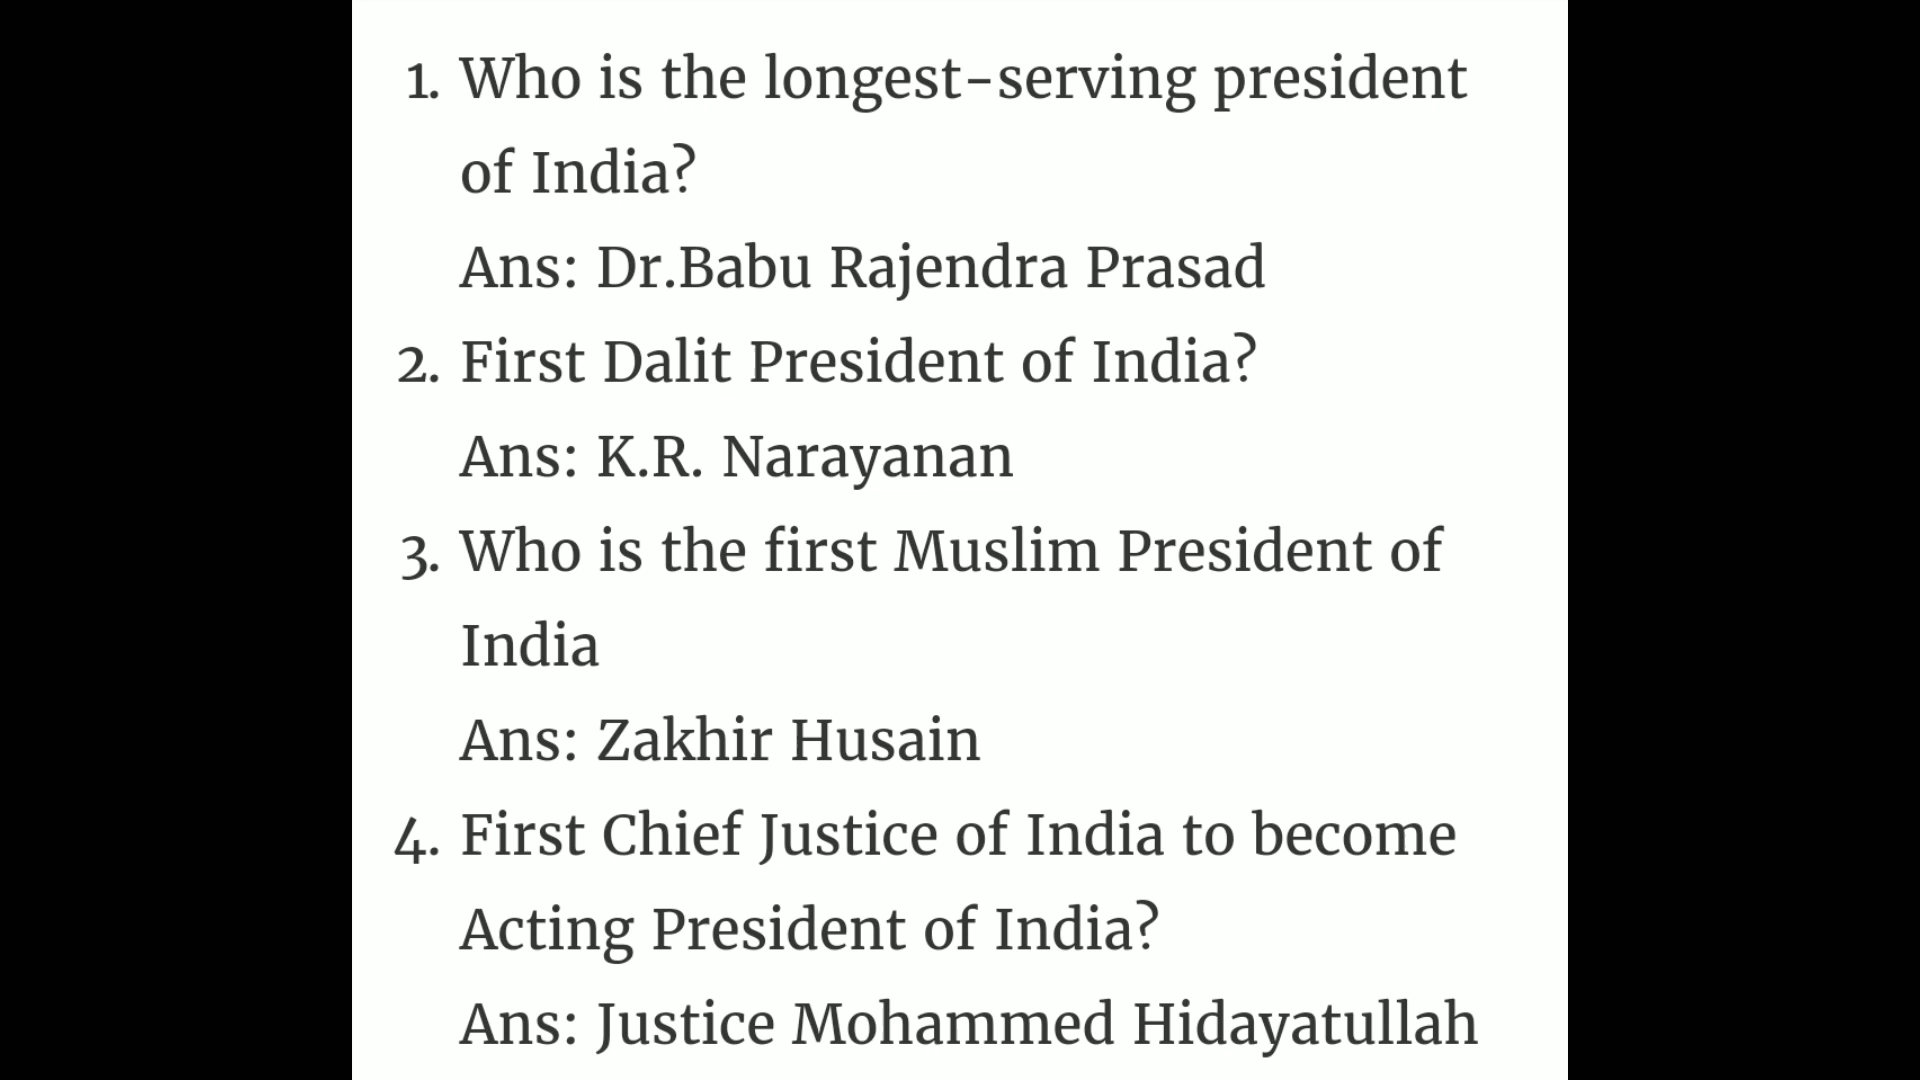 1. Who is the longest-serving president
of India?
Ans: Dr.Babu Rajendra Prasad
2. First Dalit President of India?
Ans: K.R. Narayanan
3. Who is the first Muslim President of
India
Ans: Zakhir Husain
4. First Chief Justice of India to become
Acting President of India?
Ans: Justice Mohammed Hidayatullah